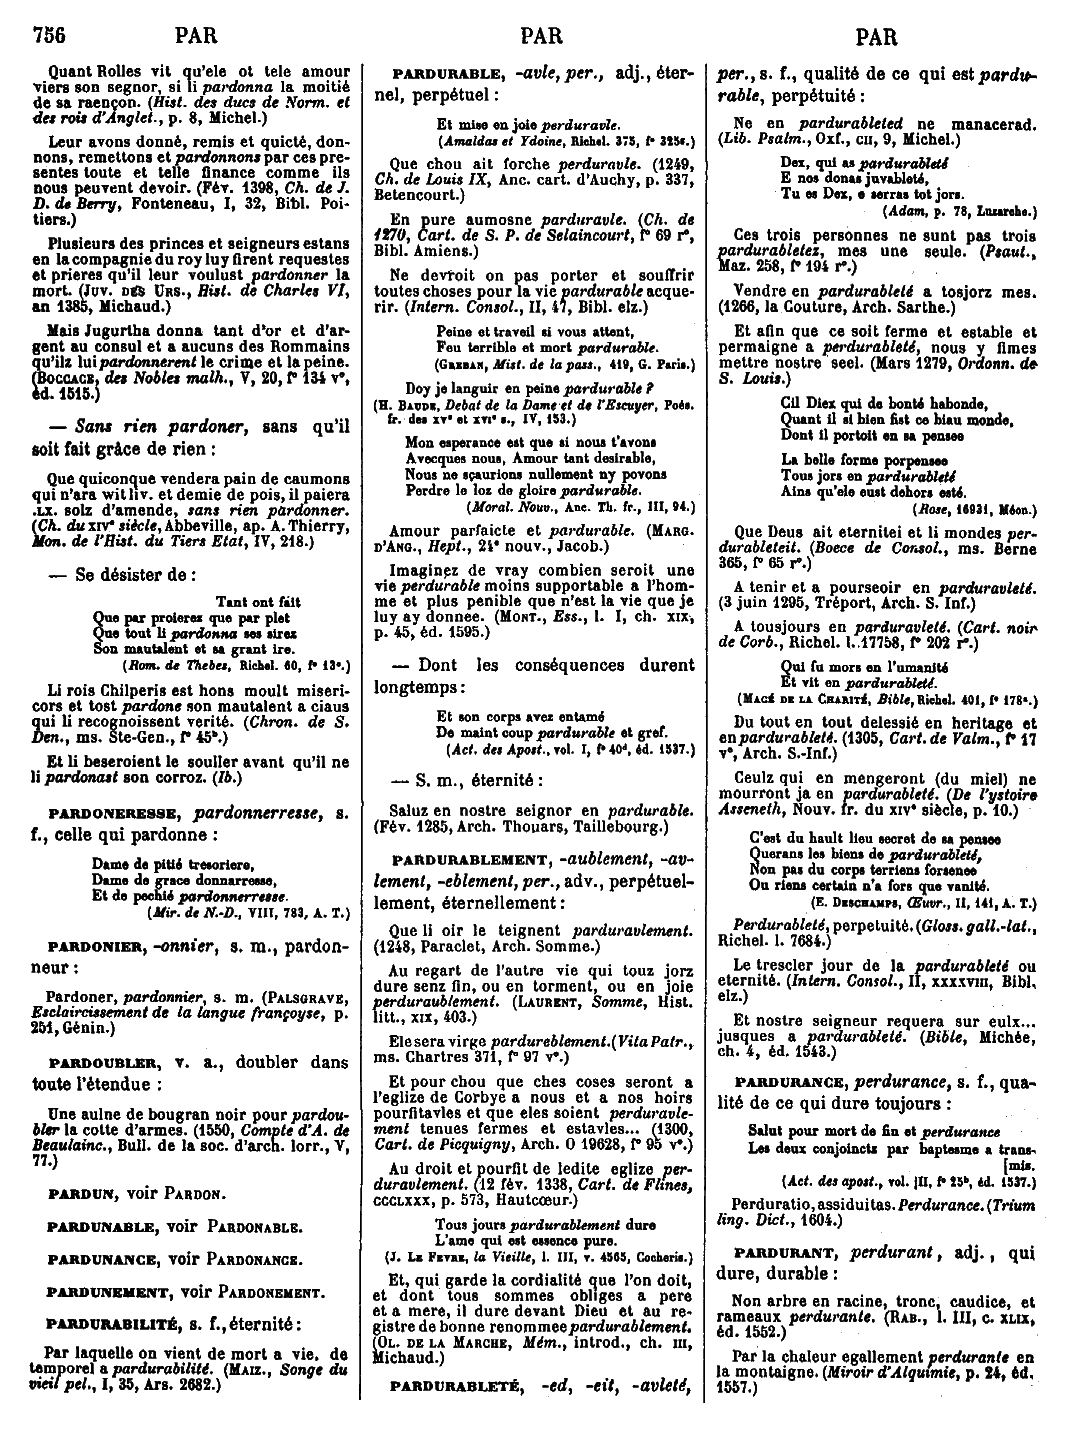 756 PAR PAR PAR
Quant Rolles vit qu'ele ot tele amour
viers son segnor, si li pardonna la moitié
de sa raençon. (Hist. des ducs de Norm. et
des rois d'Anglet., p. 8, Michel.)
Leur avons donné, remis et quicté, don-
nons, remettons et pardonnons par ces pre-
sentes toute et telle finance comme ils
nous peuvent devoir. (Fév. 1398, Ch. de J.
D. de Berry, Fonteneau, I, 32, Bibl. Poi-
tiers.)
Plusieurs des princes et seigneurs estans
en la compagnie du roy luy firent requestes
et prieres qu'il leur voulust pardonner la
mort. (JUV. DES URS., Hist. de Charles VI,
an 1385, Michaud.)
Mais Jugurtha donna tant d'or et d'ar-
gent au consul et a aucuns des Rommains
qu'ilz lui pardonnerent le crime et la peine.
(BOCCACE, des Nobles malh., V, 20, f° 134 v°,
éd. 1515.)
— Sans rien pardoner, sans qu'il
soit fait grâce de rien :
Que quiconque vendera pain de caumons
qui n'ara wit liv. et demie de pois, il paiera
.LX. solz d'amende, sans rien pardonner.
(Ch. du XIVe siècle, Abbeville, ap. A. Thierry,
Mon. de l'Hist. du Tiers Etat, IV, 218.)
— Se désister de :
Tant ont fait
Que par proieres que par plet
Que tout li pardonna ses sires
Son mautalent et sa grant ire.
(Rom. de Thebes, Richel. 60, f° 13c.)
Li rois Chilperis est hons moult miseri-
cors et tost pardone son mautalent a ciaus
qui li recognoissent verité. (Chron. de S.
Den., ms. Ste-Gen., f° 45b.)
Et li beseroient le souller avant qu'il ne
li pardonast son corroz. (Ib.)
PARDONERESSE, pardonnerresse, s.
f., celle qui pardonne :
Dame de pitié tresoriere,
Dame de grace donnarresse,
Et de pechié pardonnerresse.
(Mir. de N.-D., VIII, 783, A. T.)
PARDONIER, -onnier, s. m., pardon-
neur :
Pardoner, pardonnier, s. m. (PALSGRAVE,
Esclaircissement de la langue françoyse, p.
251, Génin.)
PARDOUBLER, v. a., doubler dans
toute l'étendue :
Une aulne de bougran noir pour pardou-
bler la cotte d'armes. (1550, Compte d'A. de
Beaulainc., Bull. de la soc. d'arch. lorr., V,
77.)
PARDUN, voir PARDON.
PARDUNABLE, voir PARDONABLE.
PARDUNANCE, voir PARDONANCE.
PARDUNEMENT, voir PARDONEMENT.
PARDURABILITÉ, s. f., éternité :
Par laquelle on vient de mort a vie, de
temporel a pardurabilité. (MAIZ., Songe du
vieil pel., I, 35, Ars. 2682.)
PARDURABLE, -avle, per., adj., éter-
nel, perpétuel :
Et mise en joie perduravle.
(Amaldas et Ydoine, Richel. 375, f° 325c.)
Que chou ait forche perduravle. (1249,
Ch. de Louis IX, Anc. cart. d'Auchy, p. 337,
Betencourt.)
En pure aumosne parduravle. (Ch. de
1270, Cart. de S. P. de Selaincourt, f° 69 r°,
Bibl. Amiens.)
Ne devroit on pas porter et souffrir
toutes choses pour la vie pardurable acque-
rir. (Intern. Consol., II, 47, Bibl. elz.)
Peine et traveil si vous attent,
Feu terrible et mort pardurable.
(GREBAN, Mist. de la pass., 419, G. Paris.)
Doy je languir en peine pardurable ?
(H. BAUDE, Debat de la Dame et de l'Escuyer, Poés.
fr. des XVe et XVIe s., IV, 153.)
Mon esperance est que si nous t'avons
Avecques nous, Amour tant desirable,
Nous ne sçaurions nullement ny povons
Perdre le loz de gloire pardurable.
(Moral. Nouv., Anc. Th. fr., III, 94.)
Amour parfaicte et pardurable. (MARG.
D'ANG., Hept., 24e nouv., Jacob.)
Imaginez de vray combien seroit une
vie perdurable moins supportable a l'hom-
me et plus penible que n'est la vie que je
luy ay donnee. (MONT., Ess., l. I, ch. XIX,
p. 45, éd. 1595.)
— Dont les conséquences durent
longtemps :
Et son corps avez entamé
De maint coup pardurable et gref.
(Act. des Apost., vol. I, f° 40d, éd. 1537.)
— S. m., éternité :
Saluz en nostre seignor en pardurable.
(Fév. 1285, Arch. Thouars, Taillebourg.)
PARDURABLEMENT, -aublement, -av-
lement, -eblement, per., adv., perpétuel-
lement, éternellement :
Que li oir le teignent parduravlement.
(1248, Paraclet, Arch. Somme.)
Au regart de l'autre vie qui touz jorz
dure senz fin, ou en torment, ou en joie
perduraublement. (LAURENT, Somme, Hist.
litt., XIX, 403.)
Ele sera virge pardureblement. (Vita Patr.,
ms. Chartres 371, f° 97 v°.)
Et pour chou que ches coses seront a
l'eglize de Corbye a nous et a nos hoirs
pourfitavles et que eles soient perduravle-
ment tenues fermes et estavles... (1300,
Cart. de Picquigny, Arch. O 19628, f° 95 v°.)
Au droit et pourfit de ledite eglize per-
duravlement. (12 fév. 1338, Cart. de Flines,
CCCLXXX, p. 573, Hautcœur.)
Tous jours pardurablement dure
L'ame qui est essence pure.
(J. LE FEVRE, la Vieille, l. III, v. 4565, Cocheris.)
Et, qui garde la cordialité que l'on doit,
et dont tous sommes obligés a pere
et a mere, il dure devant Dieu et au re-
gistre de bonne renommee pardurablement.
(OL. DE LA MARCHE, Mém., introd., ch. III,
Michaud.)
PARDURABLETÉ, -ed, -eit, -avleté,
per., s. f., qualité de ce qui est pardu-
rable, perpétuité :
Ne en pardurableted ne manacerad.
(Lib. Psalm., Oxf., CII, 9, Michel.)
Dex, qui as pardurableté
E nos donas juvableté,
Tu es Dex, e serras tot jors.
(Adam, p. 78, Luzarche.)
Ces trois personnes ne sunt pas trois
pardurabletez, mes une seule. (Psaut.,
Maz. 258, f° 194 r°.)
Vendre en pardurableté a tosjorz mes.
(1266, la Couture, Arch. Sarthe.)
Et afin que ce soit ferme et estable et
permaigne a perdurableté, nous y fimes
mettre nostre seel. (Mars 1279, Ordonn. de
S. Louis.)
Cil Diex qui de bonté habonde,
Quant il si bien fist ce biau monde,
Dont il portoit en sa pensee
La belle forme porpensee
Tous jors en pardurableté
Ains qu'ele eust dehors esté.
(Rose, 16931, Méon.)
Que Deus ait eternitei et li mondes per-
durableteit. (Boece de Consol., ms. Berne
365, f° 65 r°.)
A tenir et a pourseoir en parduravleté.
(3 juin 1295, Tréport, Arch. S. Inf.)
A tousjours en parduravleté. (Cart. noir
de Corb., Richel. l. 17758, f° 202 r°.)
Qui fu mors en l'umanité
Et vit en pardurableté.
(MACÉ DE LA CHARITÉ, Bible, Richel. 401, f° 178a.)
Du tout en tout delessié en heritage et
en pardurableté. (1305, Cart. de Valm., f° 17
v°, Arch. S.-Inf.)
Ceulz qui en mengeront (du miel) ne
mourront ja en pardurableté. (De l'ystoire
Asseneth, Nouv. fr. du XIVe siècle, p. 10.)
C'est du hault lieu secret de sa pensee
Querans les biens de pardurableté,
Non pas du corps terriens forsenee
Ou riens certain n'a fors que vanité.
(E. DESCHAMPS, Œuvr., II, 141, A. T.)
Perdurableté, perpetuité. (Gloss. gall.-lat.,
Richel. l. 7684.)
Le trescler jour de la pardurableté ou
eternité. (Intern. Consol., II, XXXXVIII, Bibl.
elz.)
Et nostre seigneur requera sur eulx...
jusques a pardurableté. (Bible, Michée,
ch. 4, éd. 1543.)
PARDURANCE, perdurance, s. f., qua-
lité de ce qui dure toujours :
Salut pour mort de fin et perdurance
Les deux conjoincts par baptesme a trans-
[mis.
(Act. des apost., vol. II, f° 25b, éd. 1537.)
Perduratio, assiduitas. Perdurance. (Trium
ling. Dict., 1604.)
PARDURANT, perdurant, adj., qui
dure, durable :
Non arbre en racine, tronc, caudice, et
rameaux perdurante. (RAB., l. III, c. XLIX,
éd. 1552.)
Par la chaleur egallement perdurante en
la montaigne. (Miroir d'Alquimie, p. 24, éd.
1557.)